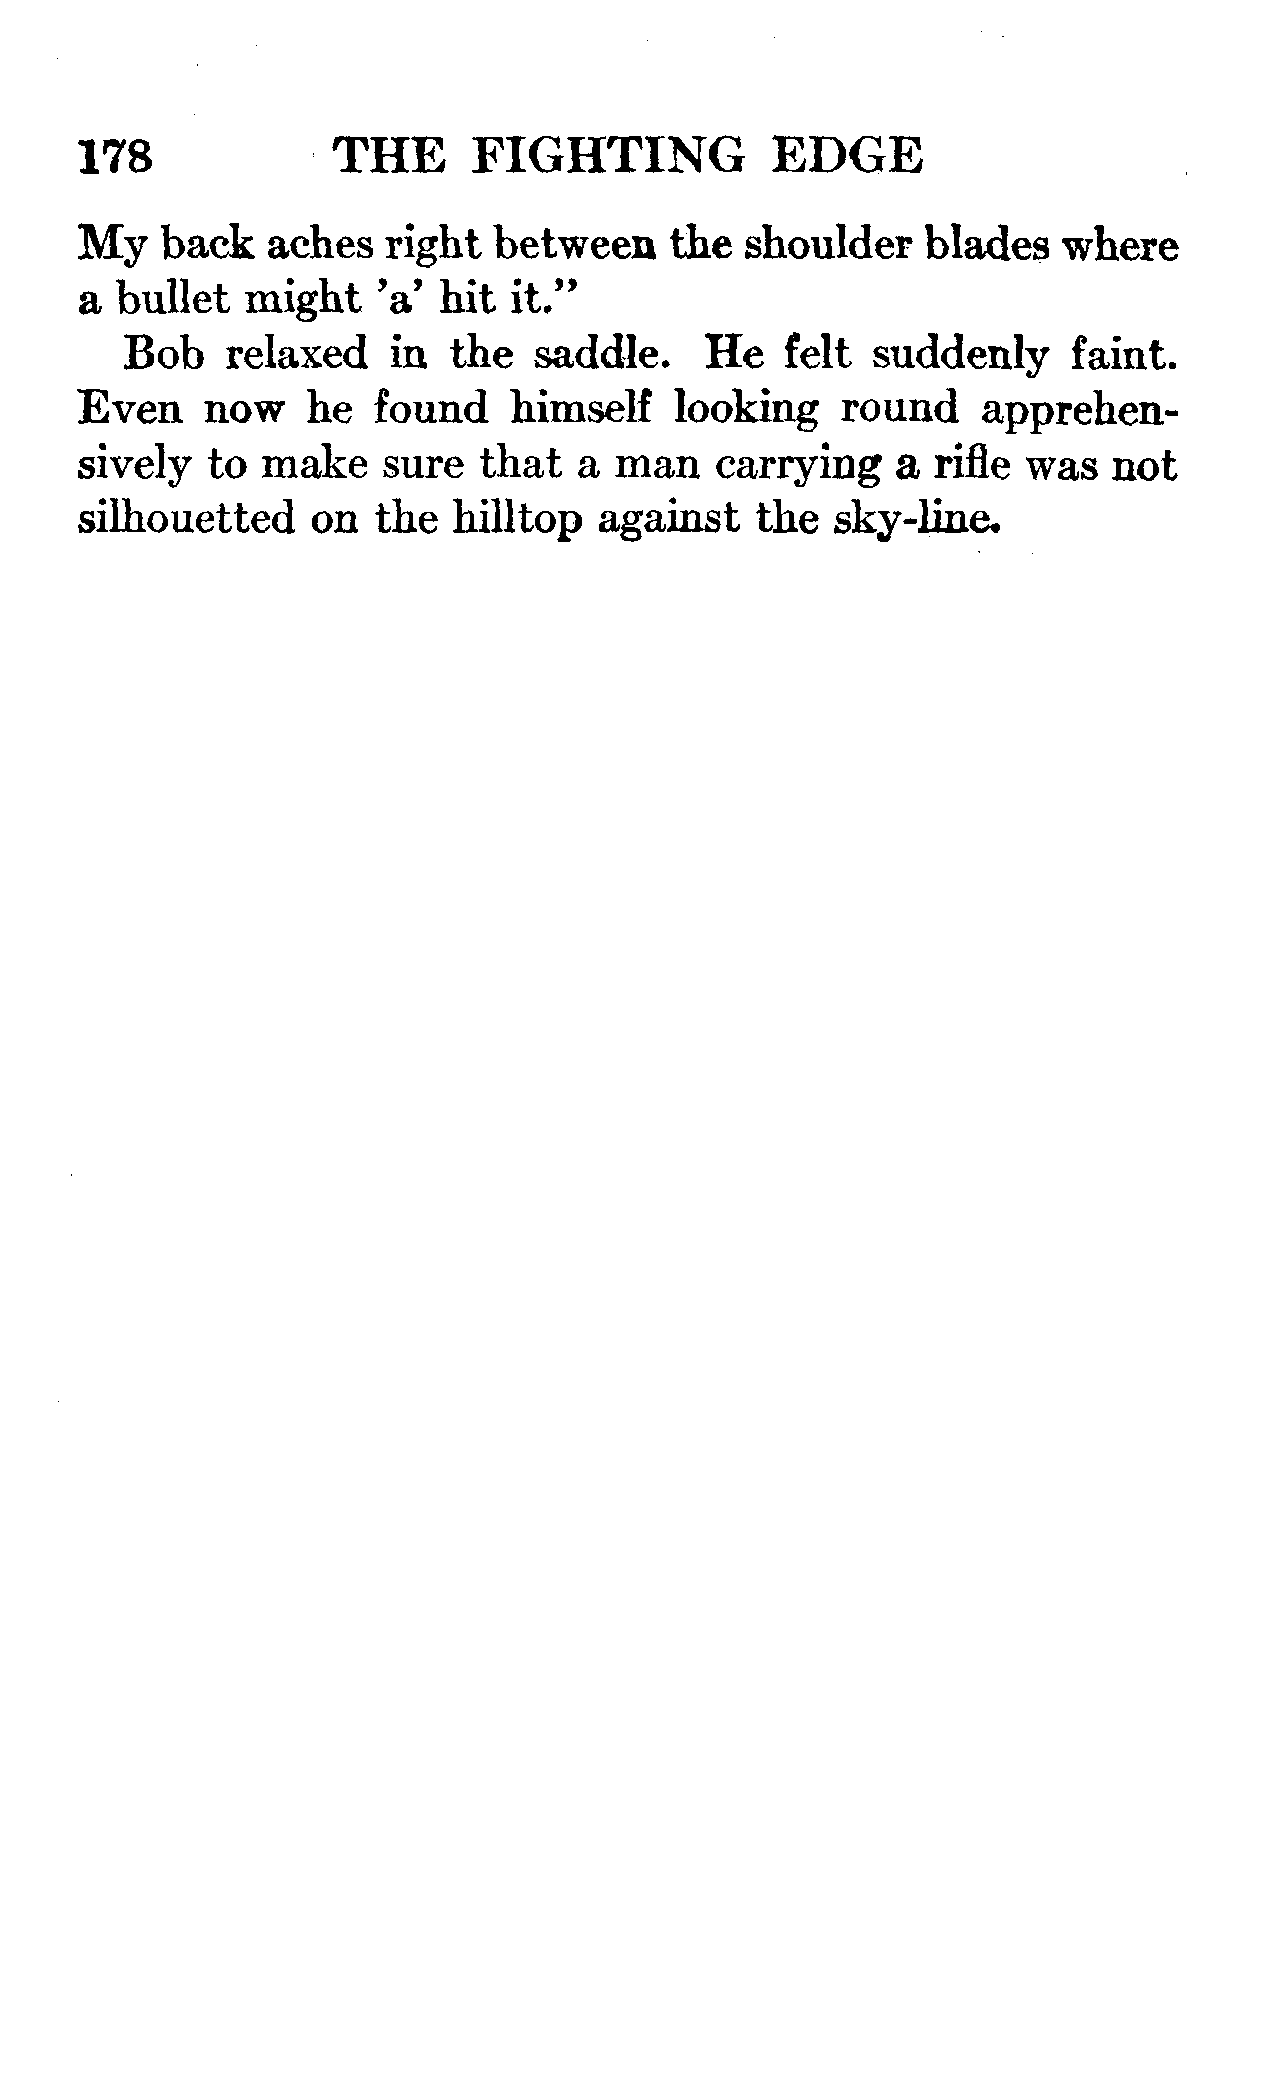 178 THE FIGHTING EDGE
My back aches right between the shoulder blades where
a bullet might 'a' hit it."
Bob relaxed in the saddle. He felt suddenly faint.
Even now he found himself looking round apprehen-
sively to make sure that a man carrying a rifle was not
silhouetted on the hilltop against the sky-line.